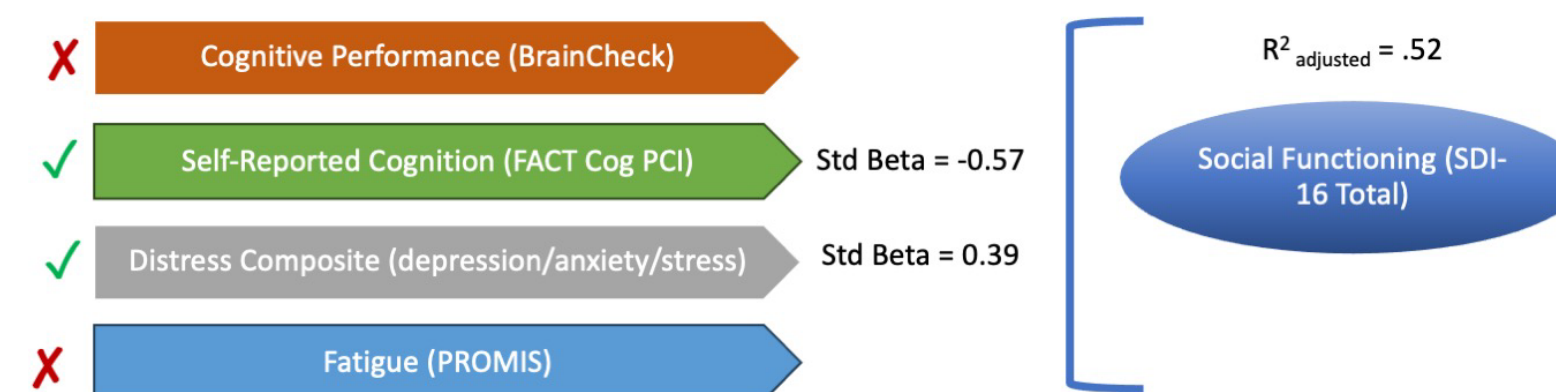 ✗ Cognitive Performance (BrainCheck)
✓ Self-Reported Cognition (FACT Cog PCI) Std Beta = -0.57
✓ Distress Composite (depression/anxiety/stress) Std Beta = 0.39
✗ Fatigue (PROMIS)
R² adjusted = .52
Social Functioning (SDI-
16 Total)